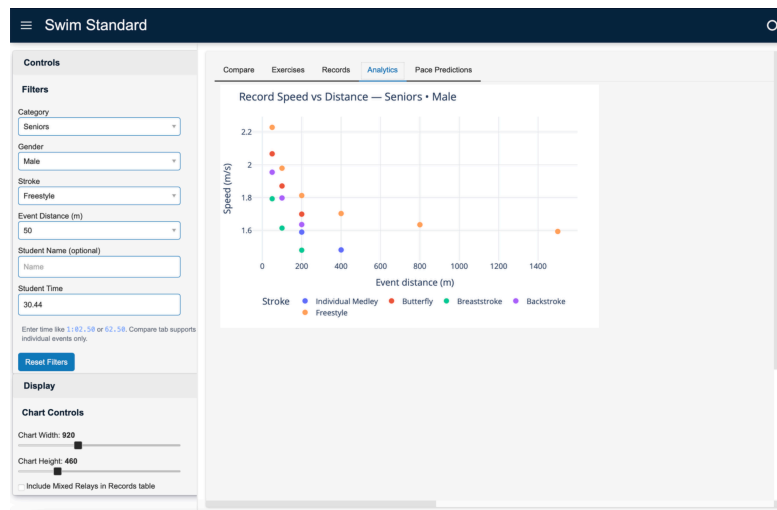 Swim Standard
Controls
Filters
Category
Seniors
Gender
Male
Stroke
Freestyle
Event Distance (m)
50
Student Name (optional)
Name
Student Time
30.44
Enter time like 1:02.50 or 62.50. Compare tab supports
individual events only.
Reset Filters
Display
Chart Controls
Chart Width: 920
Chart Height: 460
Include Mixed Relays in Records table
Compare Exercises Records Analytics Pace Predictions
Record Speed vs Distance — Seniors • Male
Speed (m/s)
2.2
2
1.8
1.6
0 200 400 600 800 1000 1200 1400
Event distance (m)
Stroke Individual Medley Butterfly Breaststroke Backstroke
Freestyle